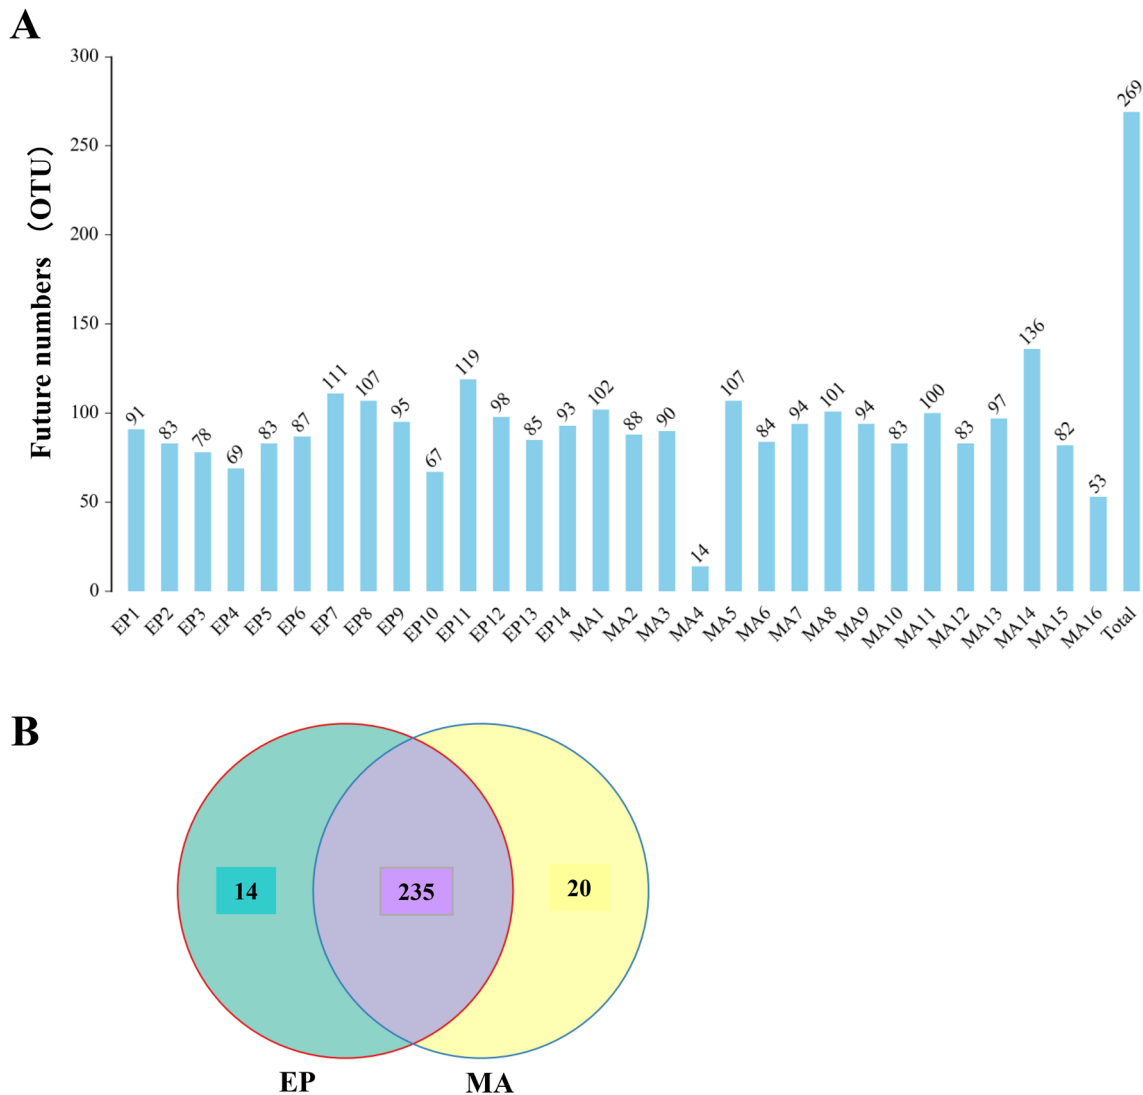 A
Future numbers （OTU）
300
250
200
150
100
50
0
91
83
78
69
83
87
111
107
95
67
119
98
85
93
102
88
90
14
107
84
94
101
94
83
100
83
97
136
82
53
269
EP1
EP2
EP3
EP4
EP5
EP6
EP7
EP8
EP9
EP10
EP11
EP12
EP13
EP14
MA1
MA2
MA3
MA4
MA5
MA6
MA7
MA8
MA9
MA10
MA11
MA12
MA13
MA14
MA15
MA16
Total
B
14
235
20
EP
MA